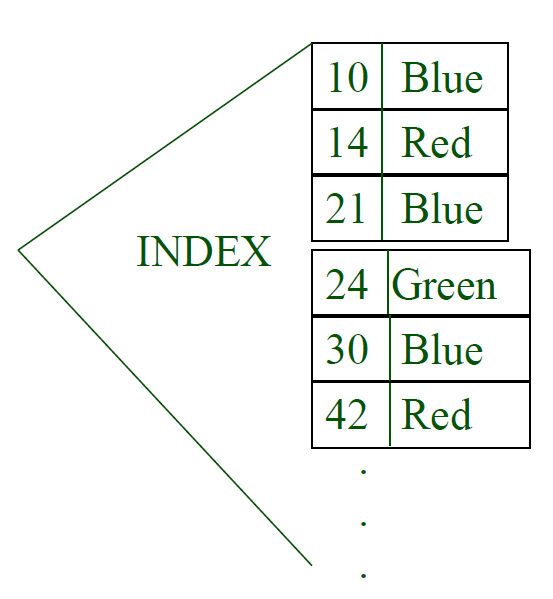 10 Blue
14 Red
21 Blue
INDEX
24 Green
30 Blue
42 Red
.
.
.